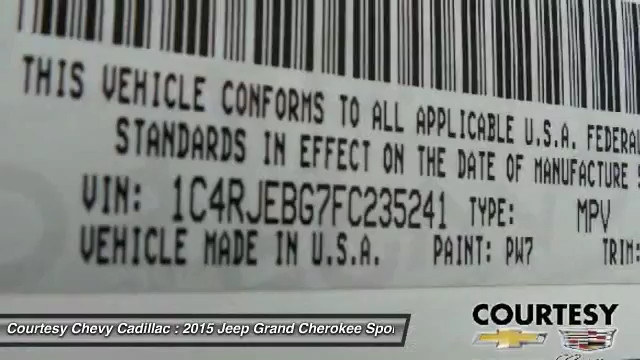 THIS VEHICLE CONFORMS TO ALL APPLICABLE U.S.A. FEDERAL
STANDARDS IN EFFECT ON THE DATE OF MANUFACTURE
VIN: 1C4RJEBG7FC235241 TYPE: MPV
VEHICLE MADE IN U.S.A. PAINT: PW7 TRIM:
COURTESY
Courtesy Chevy Cadillac : 2015 Jeep Grand Cherokee Spo